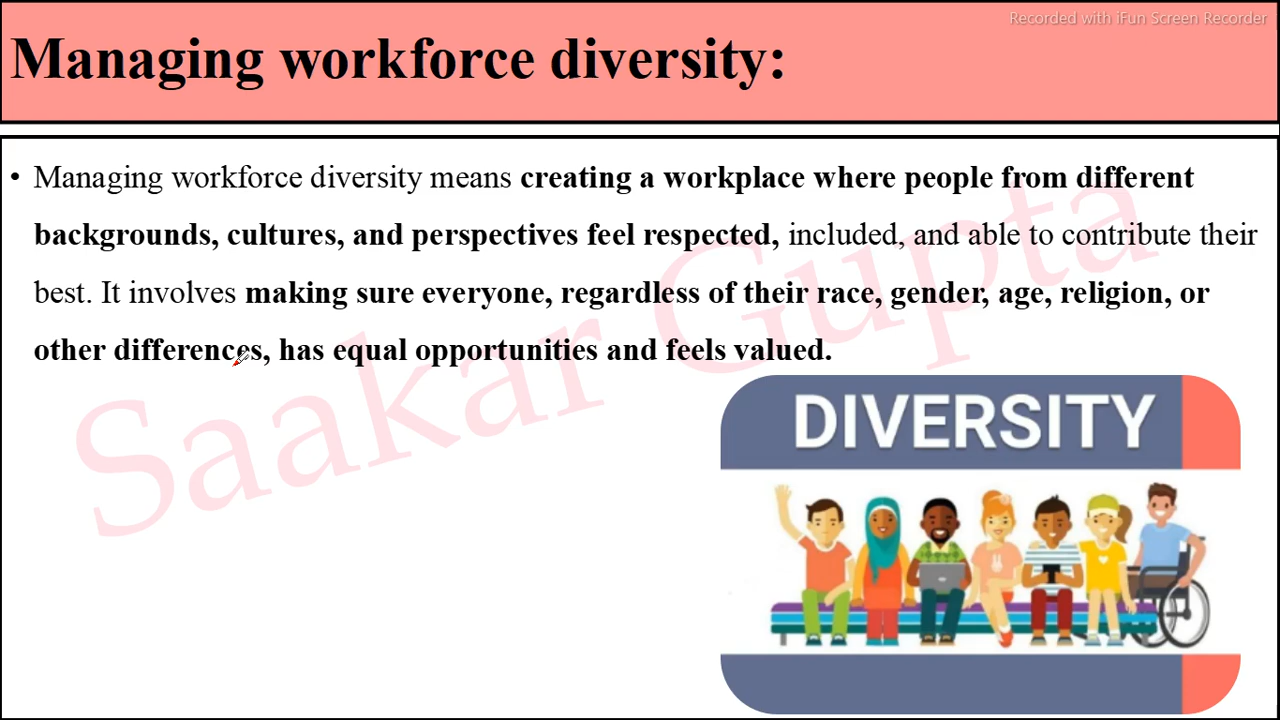 Recorded with iFun Screen Recorder
Managing workforce diversity:
• Managing workforce diversity means creating a workplace where people from different
backgrounds, cultures, and perspectives feel respected, included, and able to contribute their
best. It involves making sure everyone, regardless of their race, gender, age, religion, or
other differences, has equal opportunities and feels valued.
Saakar Gupta
DIVERSITY